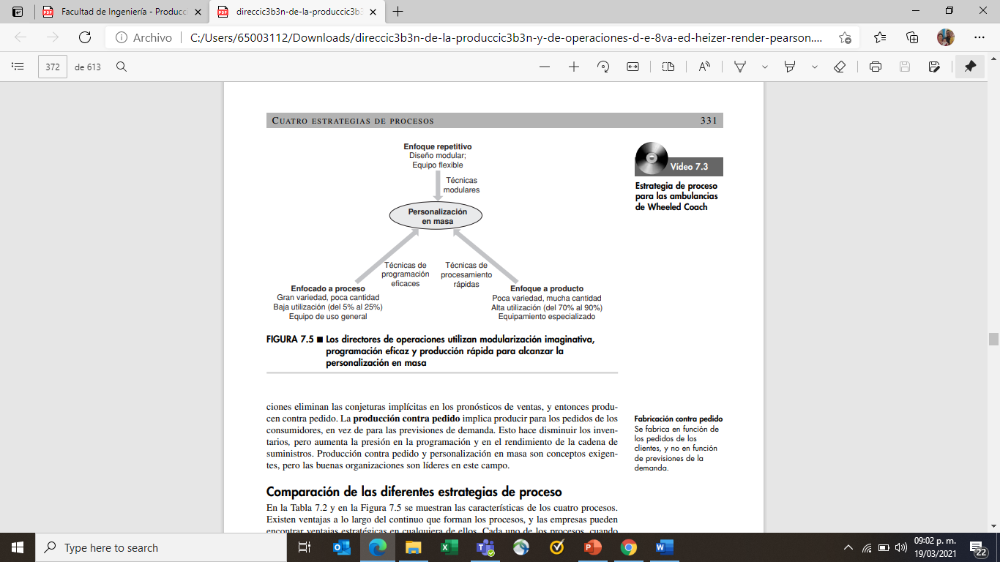 Facultad de Ingeniería - Producci
direccic3b3n-de-la-produccic3b3
Archivo
C:/Users/65003112/Downloads/direccic3b3n-de-la-produccic3b3n-y-de-operaciones-d-e-8va-ed-heizer-render-pearson....
372 de 613
CUATRO ESTRATEGIAS DE PROCESOS 331
Enfoque repetitivo
Diseño modular;
Equipo flexible
Técnicas
modulares
Personalización
en masa
Técnicas de
programación
eficaces
Técnicas de
procesamiento
rápidas
Enfocado a proceso
Gran variedad, poca cantidad
Baja utilización (del 5% al 25%)
Equipo de uso general
Enfoque a producto
Poca variedad, mucha cantidad
Alta utilización (del 70% al 90%)
Equipamiento especializado
FIGURA 7.5 ■ Los directores de operaciones utilizan modularización imaginativa,
programación eficaz y producción rápida para alcanzar la
personalización en masa
Vídeo 7.3
Estrategia de proceso
para las ambulancias
de Wheeled Coach
ciones eliminan las conjeturas implícitas en los pronósticos de ventas, y entonces produ-
cen contra pedido. La producción contra pedido implica producir para los pedidos de los
consumidores, en vez de para las previsiones de demanda. Esto hace disminuir los inven-
tarios, pero aumenta la presión en la programación y en el rendimiento de la cadena de
suministros. Producción contra pedido y personalización en masa son conceptos exigen-
tes, pero las buenas organizaciones son líderes en este campo.
Fabricación contra pedido
Se fabrica en función de
los pedidos de los
clientes, y no en función
de previsiones de la
demanda.
Comparación de las diferentes estrategias de proceso
En la Tabla 7.2 y en la Figura 7.5 se muestran las características de los cuatro procesos.
Existen ventajas a lo largo del continuo que forman los procesos, y las empresas pueden
encontrar ventajas estratégicas en cualquiera de ellos. Cada uno de los procesos, cuando
Type here to search
09:02 p. m.
19/03/2021
22